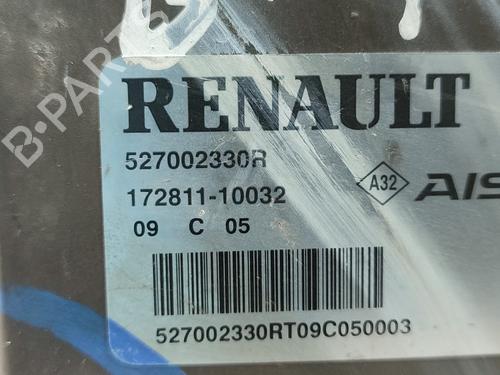 B-PARTS
RENAULT
527002330R
172811-10032
A32 AIS
09 C 05
527002330RT09C050003